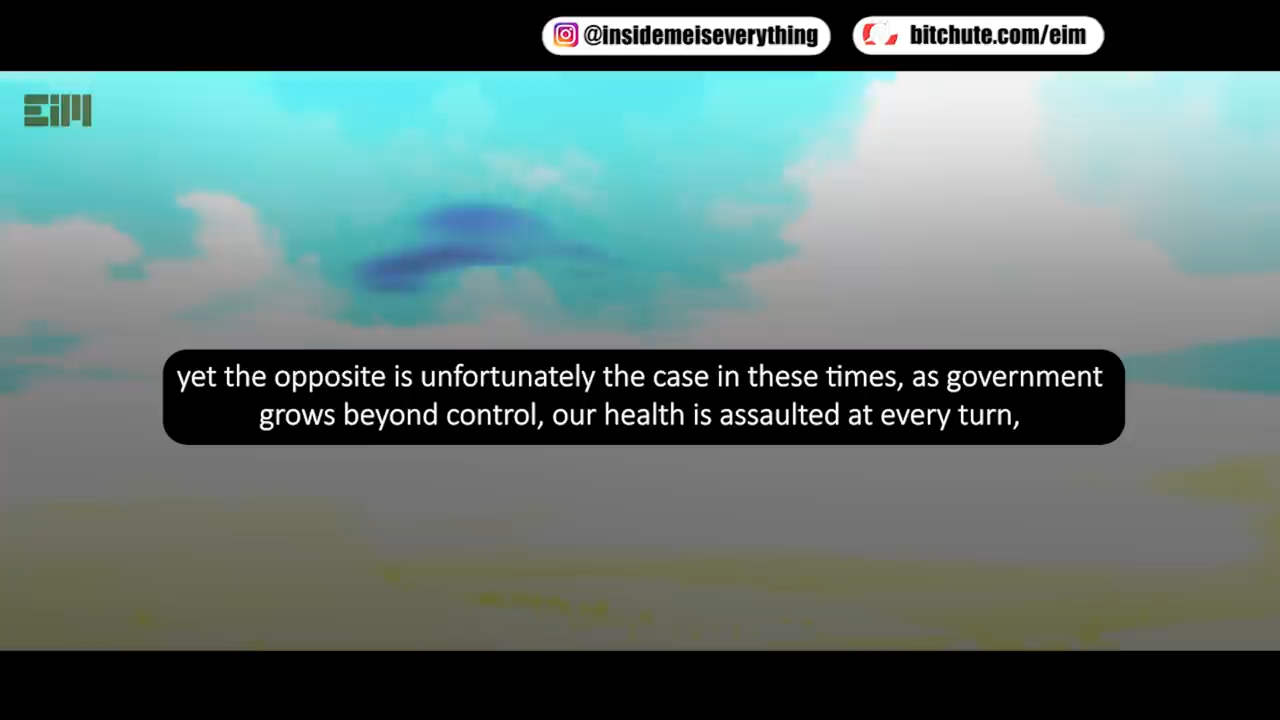 @insidemeiseverything
bitchute.com/eim
EiM
yet the opposite is unfortunately the case in these times, as government
grows beyond control, our health is assaulted at every turn,